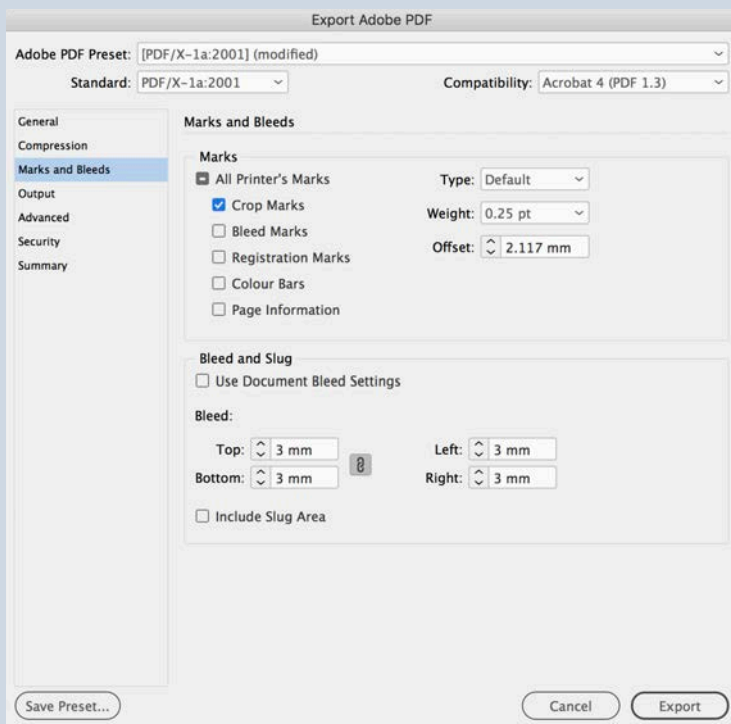 Export Adobe PDF
Adobe PDF Preset: [PDF/X-1a:2001] (modified)
Standard: PDF/X-1a:2001
Compatibility: Acrobat 4 (PDF 1.3)
General
Compression
Marks and Bleeds
Output
Advanced
Security
Summary
Marks and Bleeds
Marks
All Printer's Marks
Crop Marks
Bleed Marks
Registration Marks
Colour Bars
Page Information
Type: Default
Weight: 0.25 pt
Offset: 2.117 mm
Bleed and Slug
Use Document Bleed Settings
Bleed:
Top: 3 mm
Bottom: 3 mm
Left: 3 mm
Right: 3 mm
Include Slug Area
Save Preset...
Cancel
Export